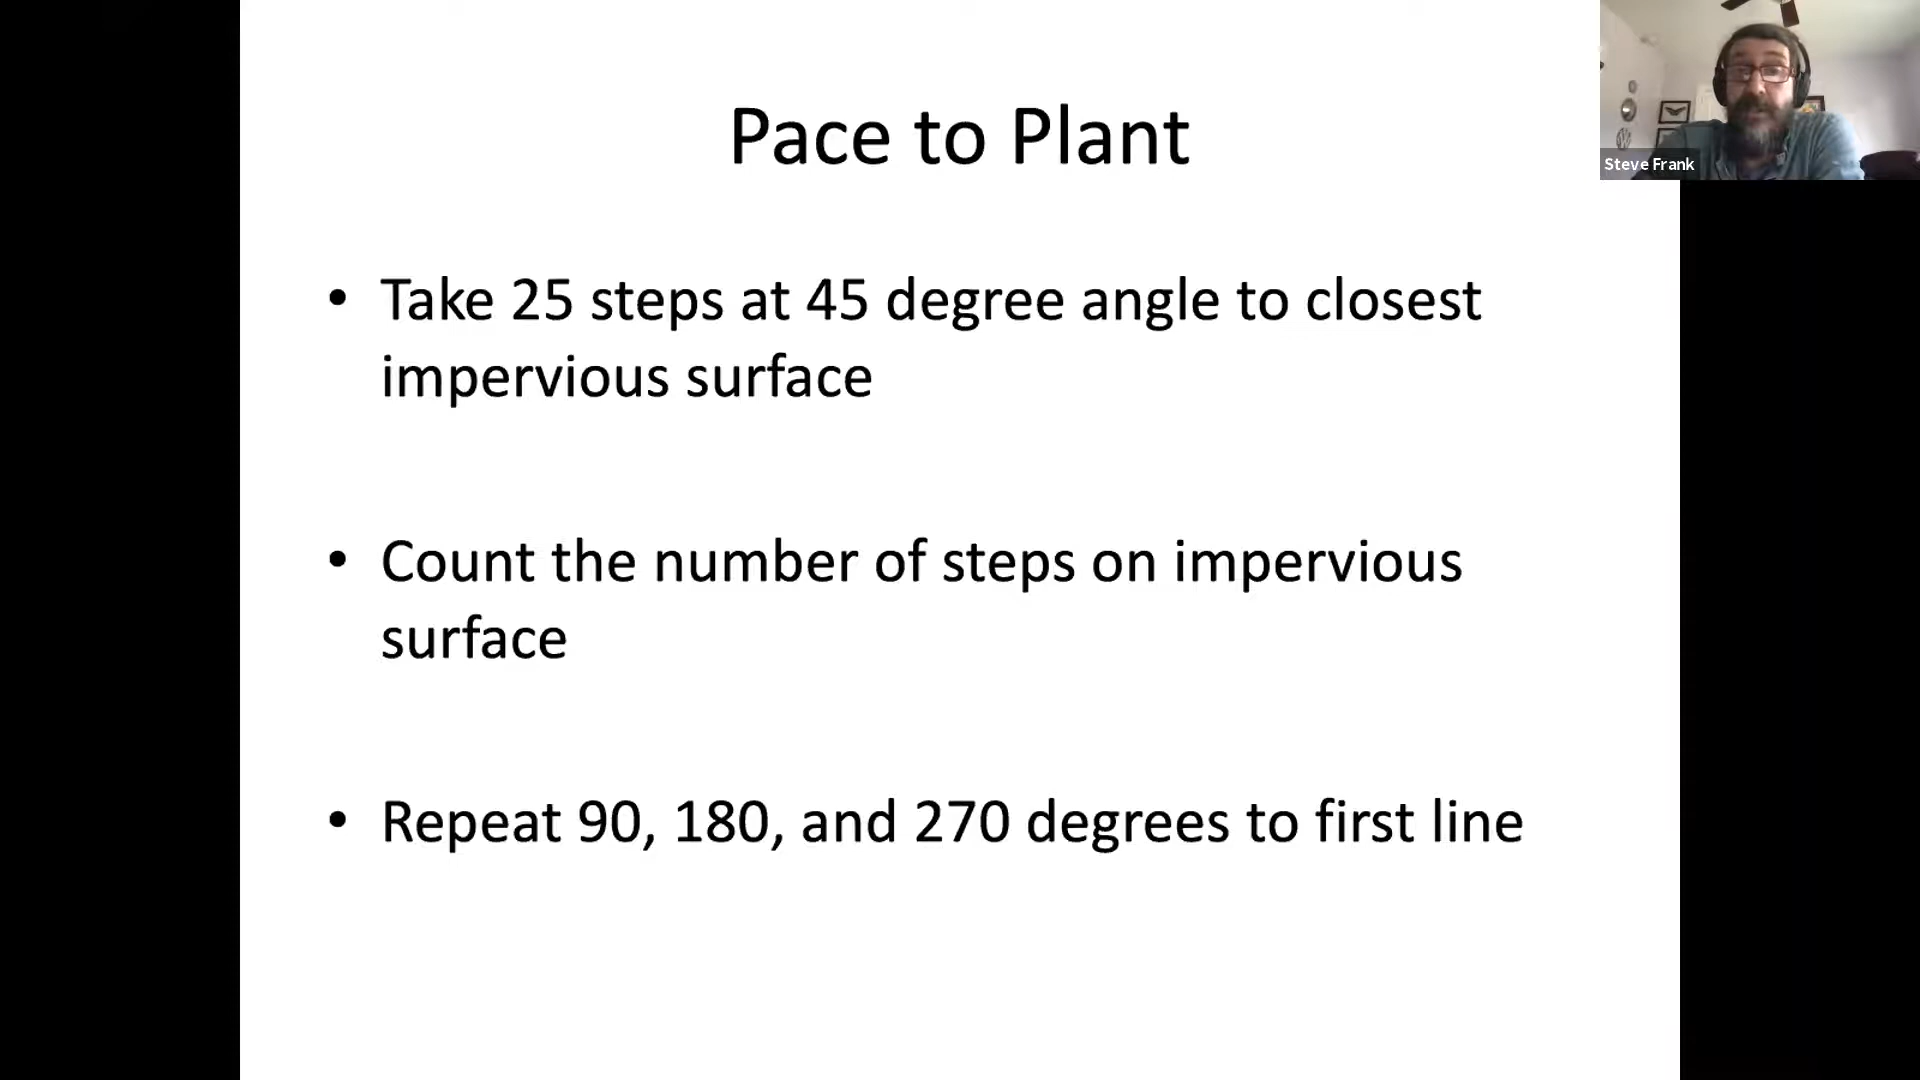 Pace to Plant
Steve Frank
• Take 25 steps at 45 degree angle to closest
impervious surface
• Count the number of steps on impervious
surface
• Repeat 90, 180, and 270 degrees to first line